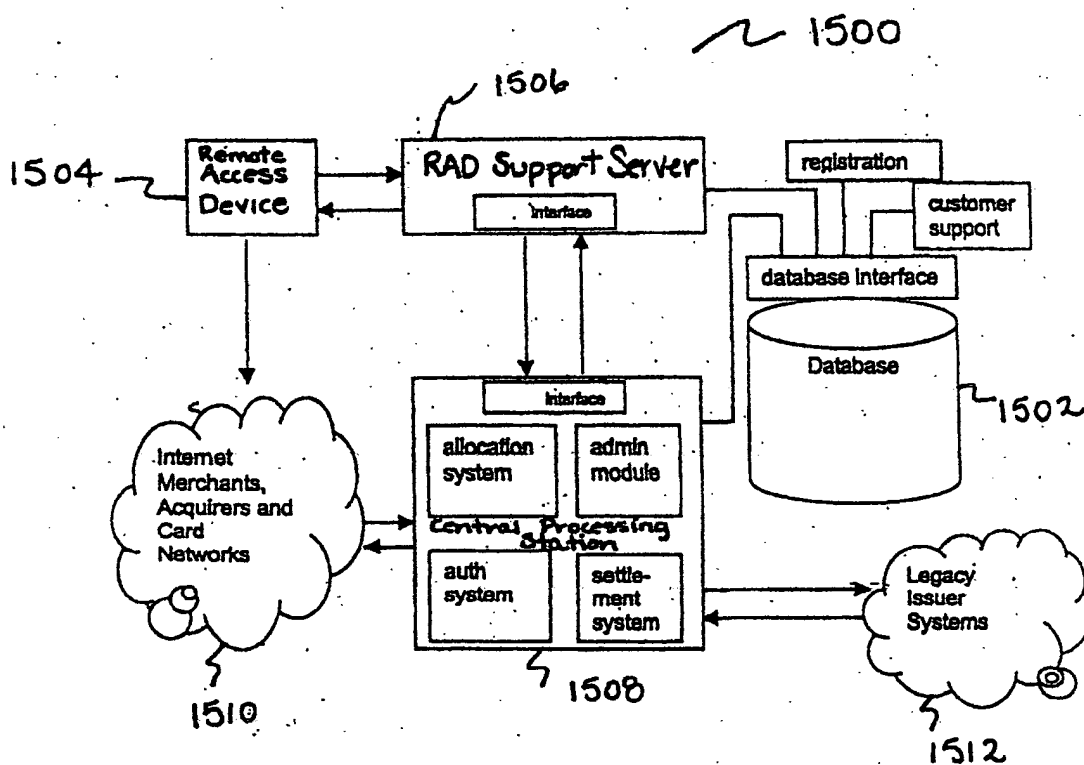 1500
1506
1504
Remote
Access
Device
RAD Support Server
Interface
registration
customer
support
database interface
Database
1502
Interface
allocation
system
admin
module
Central Processing
Station
auth
system
settle-
ment
system
Internet
Merchants,
Acquirers and
Card
Networks
Legacy
Issuer
Systems
1510
1508
1512